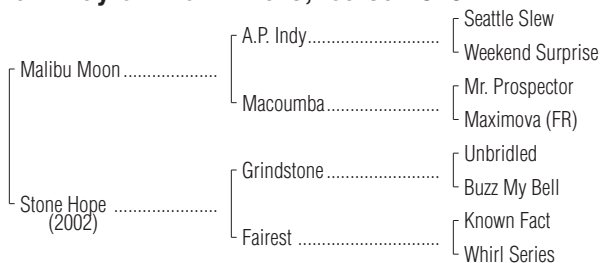 Seattle Slew
A.P. Indy
Weekend Surprise
Malibu Moon
Mr. Prospector
Macoumba
Maximova (FR)
Unbridled
Grindstone
Buzz My Bell
Stone Hope
(2002)
Known Fact
Fairest
Whirl Series